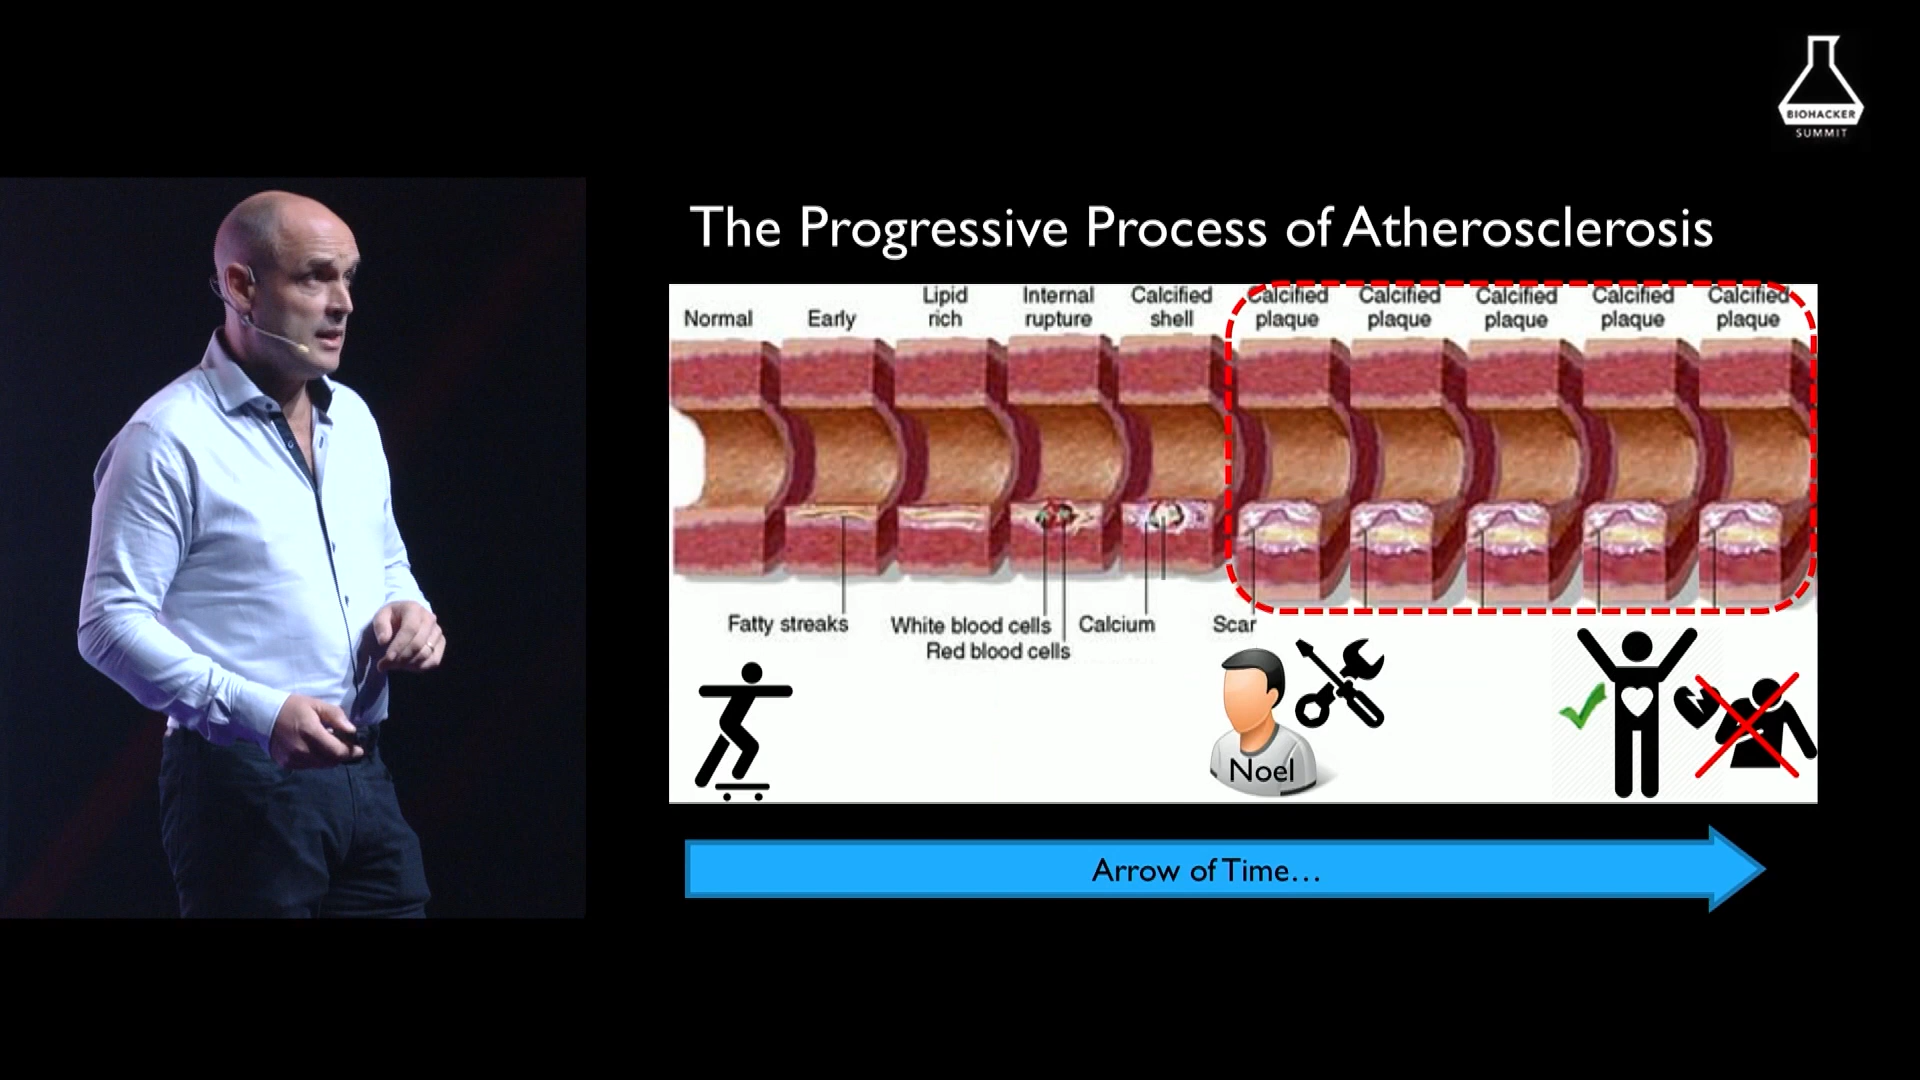 BIOHACKER
SUMMIT
The Progressive Process of Atherosclerosis
Normal
Early
Lipid
rich
Internal
rupture
Calcified
shell
Calcified
plaque
Calcified
plaque
Calcified
plaque
Calcified
plaque
Calcified
plaque
Fatty streaks
White blood cells
Red blood cells
Calcium
Scar
Noel
Arrow of Time…